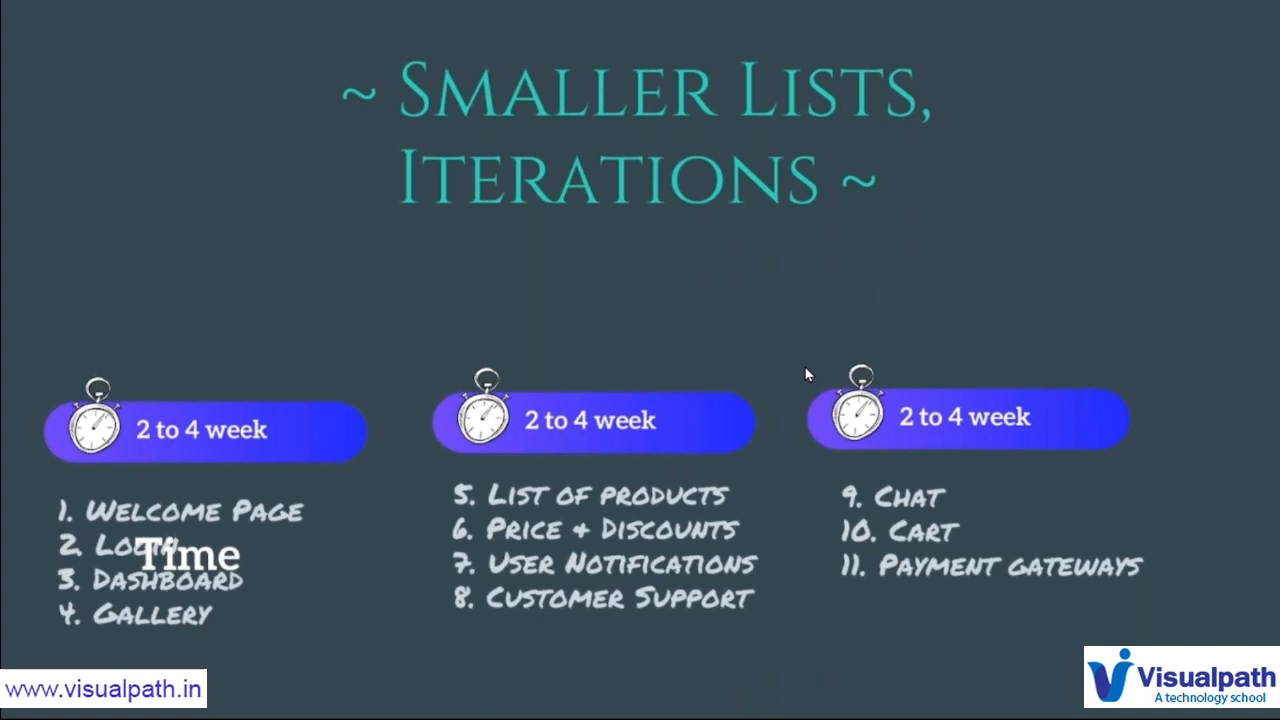 ~ Smaller Lists,
Iterations ~
2 to 4 week
1. Welcome Page
2. Login
Time
3. Dashboard
4. Gallery
2 to 4 week
5. List of products
6. Price & Discounts
7. User Notifications
8. Customer Support
2 to 4 week
9. Chat
10. Cart
11. Payment gateways
www.visualpath.in
Visualpath
A technology school